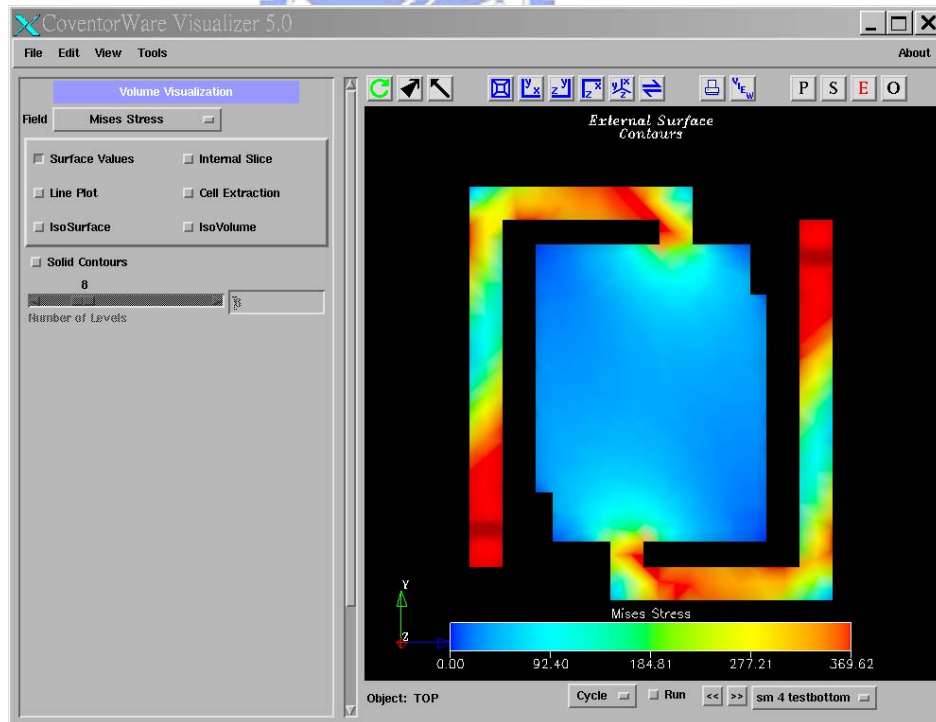 CoventorWare Visualizer 5.0
File Edit View Tools About
Volume Visualization
Field Mises Stress
Surface Values Internal Slice
Line Plot Cell Extraction
IsoSurface IsoVolume
Solid Contours
8
8
Number of Levels
y x z y z x y x z VIEW P S E O
External Surface
Contours
Y
Z
Mises Stress
0.00 92.40 184.81 277.21 369.62
Object: TOP Cycle Run << >> sm 4 testbottom